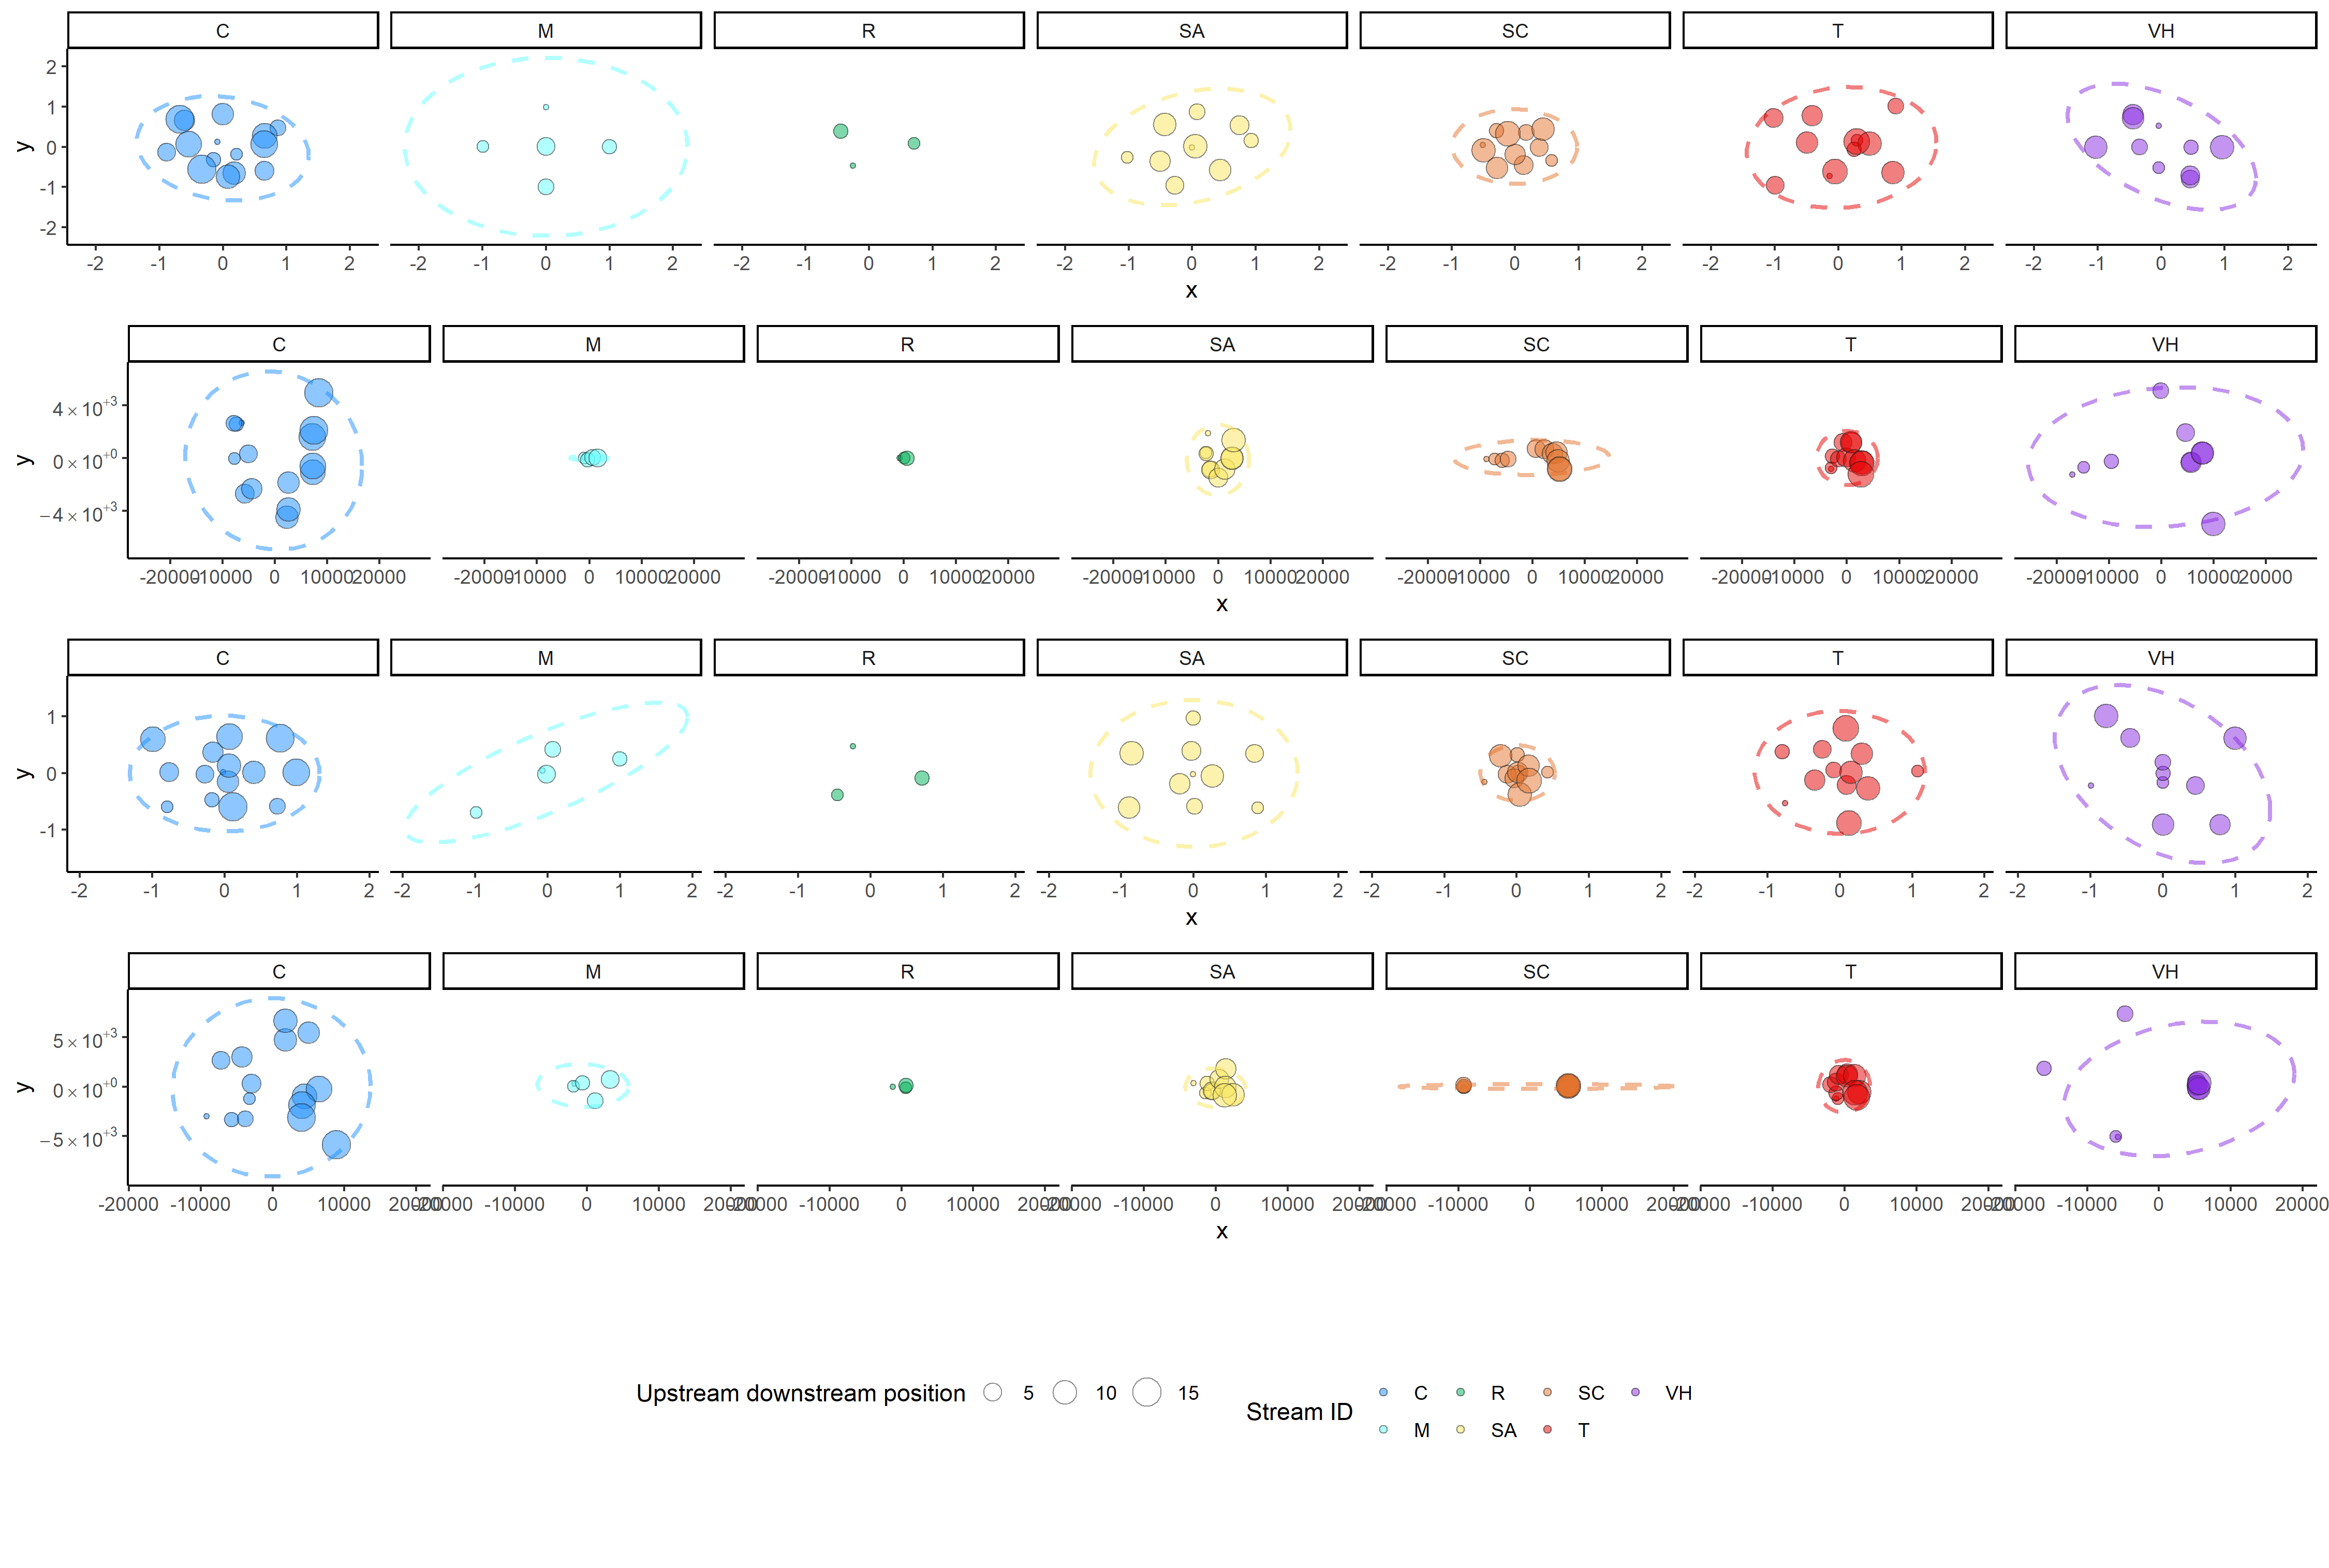 C M R SA SC T VH
2
1
0
-1
-2
y
-2 -1 0 1 2 -2 -1 0 1 2 -2 -1 0 1 2 -2 -1 0 1 2 -2 -1 0 1 2 -2 -1 0 1 2 -2 -1 0 1 2
x
C M R SA SC T VH
4 × 10⁺³
0 × 10⁺⁰
−4 × 10⁺³
y
-20000 -10000 0 10000 20000 -20000 -10000 0 10000 20000 -20000 -10000 0 10000 20000 -20000 -10000 0 10000 20000 -20000 -10000 0 10000 20000 -20000 -10000 0 10000 20000 -20000 -10000 0 10000 20000
x
C M R SA SC T VH
1
0
-1
y
-2 -1 0 1 2 -2 -1 0 1 2 -2 -1 0 1 2 -2 -1 0 1 2 -2 -1 0 1 2 -2 -1 0 1 2 -2 -1 0 1 2
x
C M R SA SC T VH
5 × 10⁺³
0 × 10⁺⁰
−5 × 10⁺³
y
-20000 -10000 0 10000 20000 -20000 -10000 0 10000 20000 -20000 -10000 0 10000 20000 -20000 -10000 0 10000 20000 -20000 -10000 0 10000 20000 -20000 -10000 0 10000 20000 -20000 -10000 0 10000 20000
x
Upstream downstream position 5 10 15
Stream ID
C R SC VH
M SA T